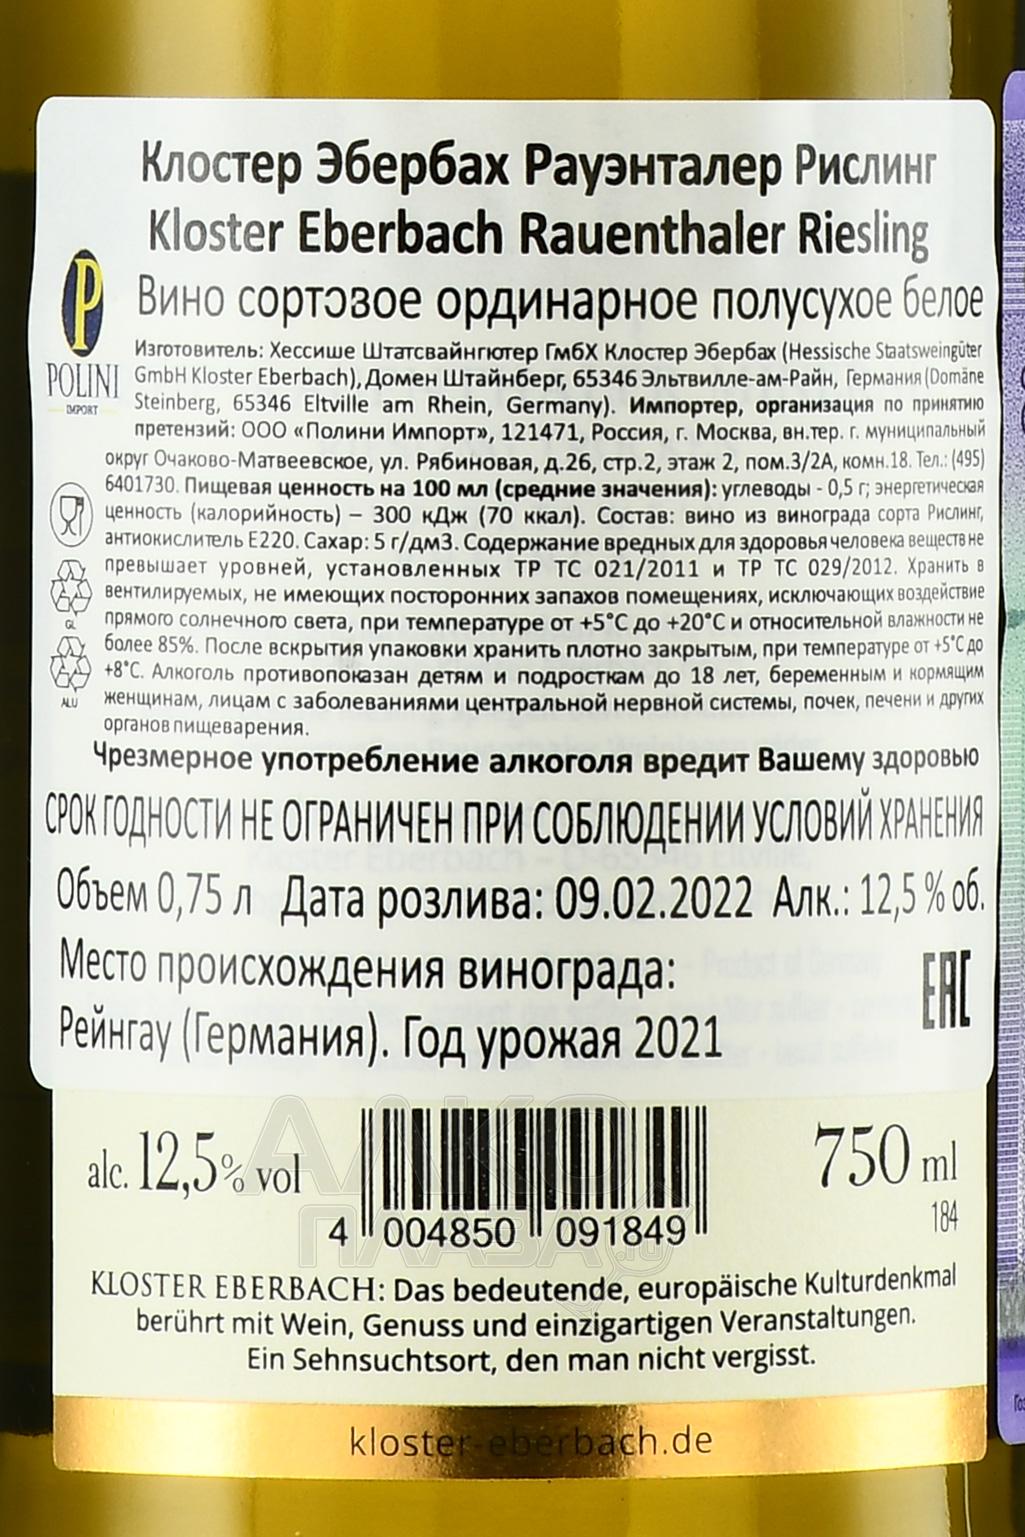 Клостер Эбербах Рауэнталер Рислинг
Kloster Eberbach Rauenthaler Riesling
Вино сортовое ординарное полусухое белое
P
POLINI
IMPORT
Изготовитель: Хессише Штатсвайнгютер ГмбХ Клостер Эбербах (Hessische Staatsweingüter
GmbH Kloster Eberbach), Домен Штайнберг, 65346 Эльтвилле-ам-Райн, Германия (Domäne
Steinberg, 65346 Eltville am Rhein, Germany). Импортер, организация по принятию
претензий: ООО «Полини Импорт», 121471, Россия, г. Москва, вн.тер. г. муниципальный
округ Очаково-Матвеевское, ул. Рябиновая, д.26, стр.2, этаж 2, пом.3/2А, комн.18. Тел.: (495)
6401730. Пищевая ценность на 100 мл (средние значения): углеводы - 0,5 г; энергетическая
ценность (калорийность) – 300 кДж (70 ккал). Состав: вино из винограда сорта Рислинг,
антиокислитель Е220. Сахар: 5 г/дм3. Содержание вредных для здоровья человека веществ не
превышает уровней, установленных ТР ТС 021/2011 и ТР ТС 029/2012. Хранить в
вентилируемых, не имеющих посторонних запахов помещениях, исключающих воздействие
прямого солнечного света, при температуре от +5°С до +20°С и относительной влажности не
более 85%. После вскрытия упаковки хранить плотно закрытым, при температуре от +5°С до
+8°С. Алкоголь противопоказан детям и подросткам до 18 лет, беременным и кормящим
женщинам, лицам с заболеваниями центральной нервной системы, почек, печени и других
органов пищеварения.
GL
ALU
Чрезмерное употребление алкоголя вредит Вашему здоровью
СРОК ГОДНОСТИ НЕ ОГРАНИЧЕН ПРИ СОБЛЮДЕНИИ УСЛОВИЙ ХРАНЕНИЯ
Объем 0,75 л Дата розлива: 09.02.2022 Алк.: 12,5 % об.
Место происхождения винограда:
Рейнгау (Германия). Год урожая 2021
ЕАС
alc. 12,5% vol
4 004850 091849
750 ml
184
АЛКО
ПЛАЗА.ru
KLOSTER EBERBACH: Das bedeutende, europäische Kulturdenkmal
berührt mit Wein, Genuss und einzigartigen Veranstaltungen.
Ein Sehnsuchtsort, den man nicht vergisst.
kloster-eberbach.de